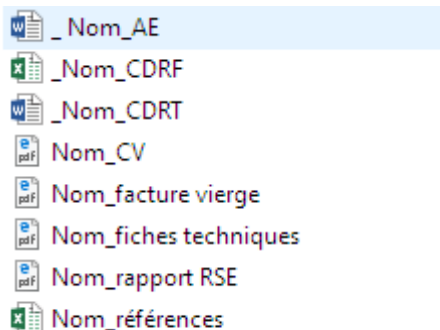 _ Nom_AE
_Nom_CDRF
_Nom_CDRT
Nom_CV
Nom_facture vierge
Nom_fiches techniques
Nom_rapport RSE
Nom_références